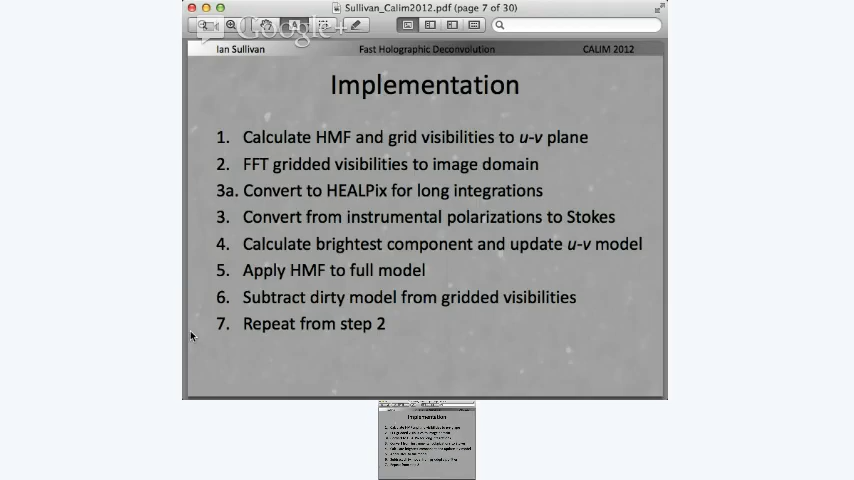 Sullivan_Calim2012.pdf (page 7 of 30)
Google+
Ian Sullivan
Fast Holographic Deconvolution
CALIM 2012
Implementation
1. Calculate HMF and grid visibilities to u-v plane
2. FFT gridded visibilities to image domain
3a. Convert to HEALPix for long integrations
3. Convert from instrumental polarizations to Stokes
4. Calculate brightest component and update u-v model
5. Apply HMF to full model
6. Subtract dirty model from gridded visibilities
7. Repeat from step 2
Implementation